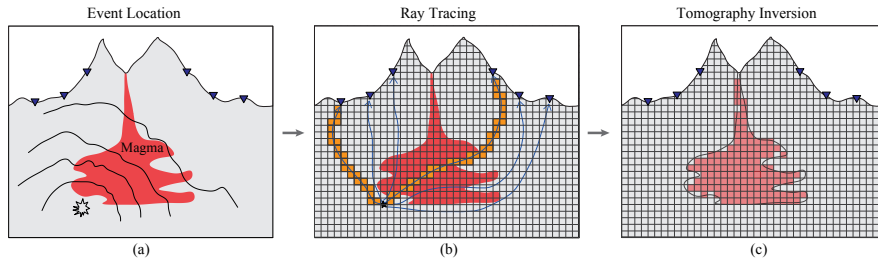 Event Location
Ray Tracing
Tomography Inversion
Magma
(a)
(b)
(c)